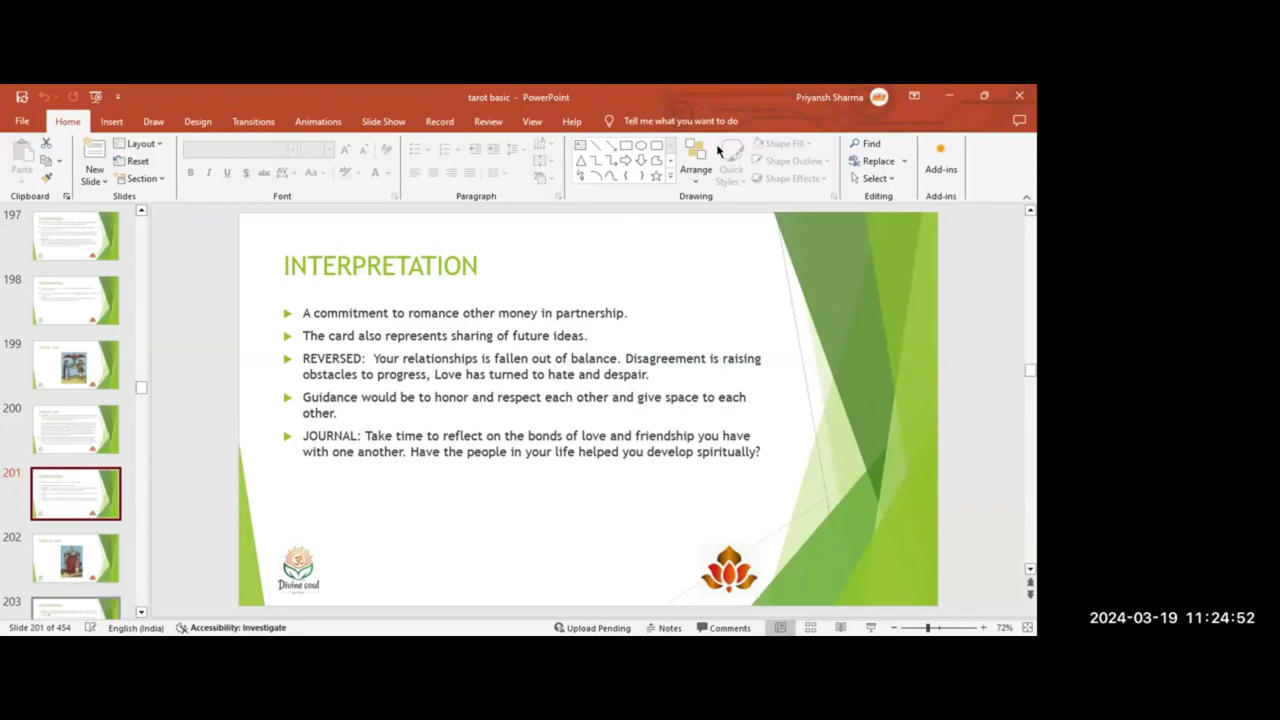 tarot basic - PowerPoint
Priyansh Sharma
File Home Insert Draw Design Transitions Animations Slide Show Record Review View Help Tell me what you want to do
Paste
Clipboard
New
Slide
Layout
Reset
Section
Slides
B I U S abc AV Aa A
Font
Paragraph
Arrange
Quick
Styles
Shape Fill
Shape Outline
Shape Effects
Drawing
Find
Replace
Select
Editing
Add-ins
Add-ins
197
198
199
200
201
202
203
INTERPRETATION
A commitment to romance other money in partnership.
The card also represents sharing of future ideas.
REVERSED: Your relationships is fallen out of balance. Disagreement is raising
obstacles to progress, Love has turned to hate and despair.
Guidance would be to honor and respect each other and give space to each
other.
JOURNAL: Take time to reflect on the bonds of love and friendship you have
with one another. Have the people in your life helped you develop spiritually?
ॐ
Divine soul
Slide 201 of 454 English (India) Accessibility: Investigate Upload Pending Notes Comments 72%
2024-03-19 11:24:52